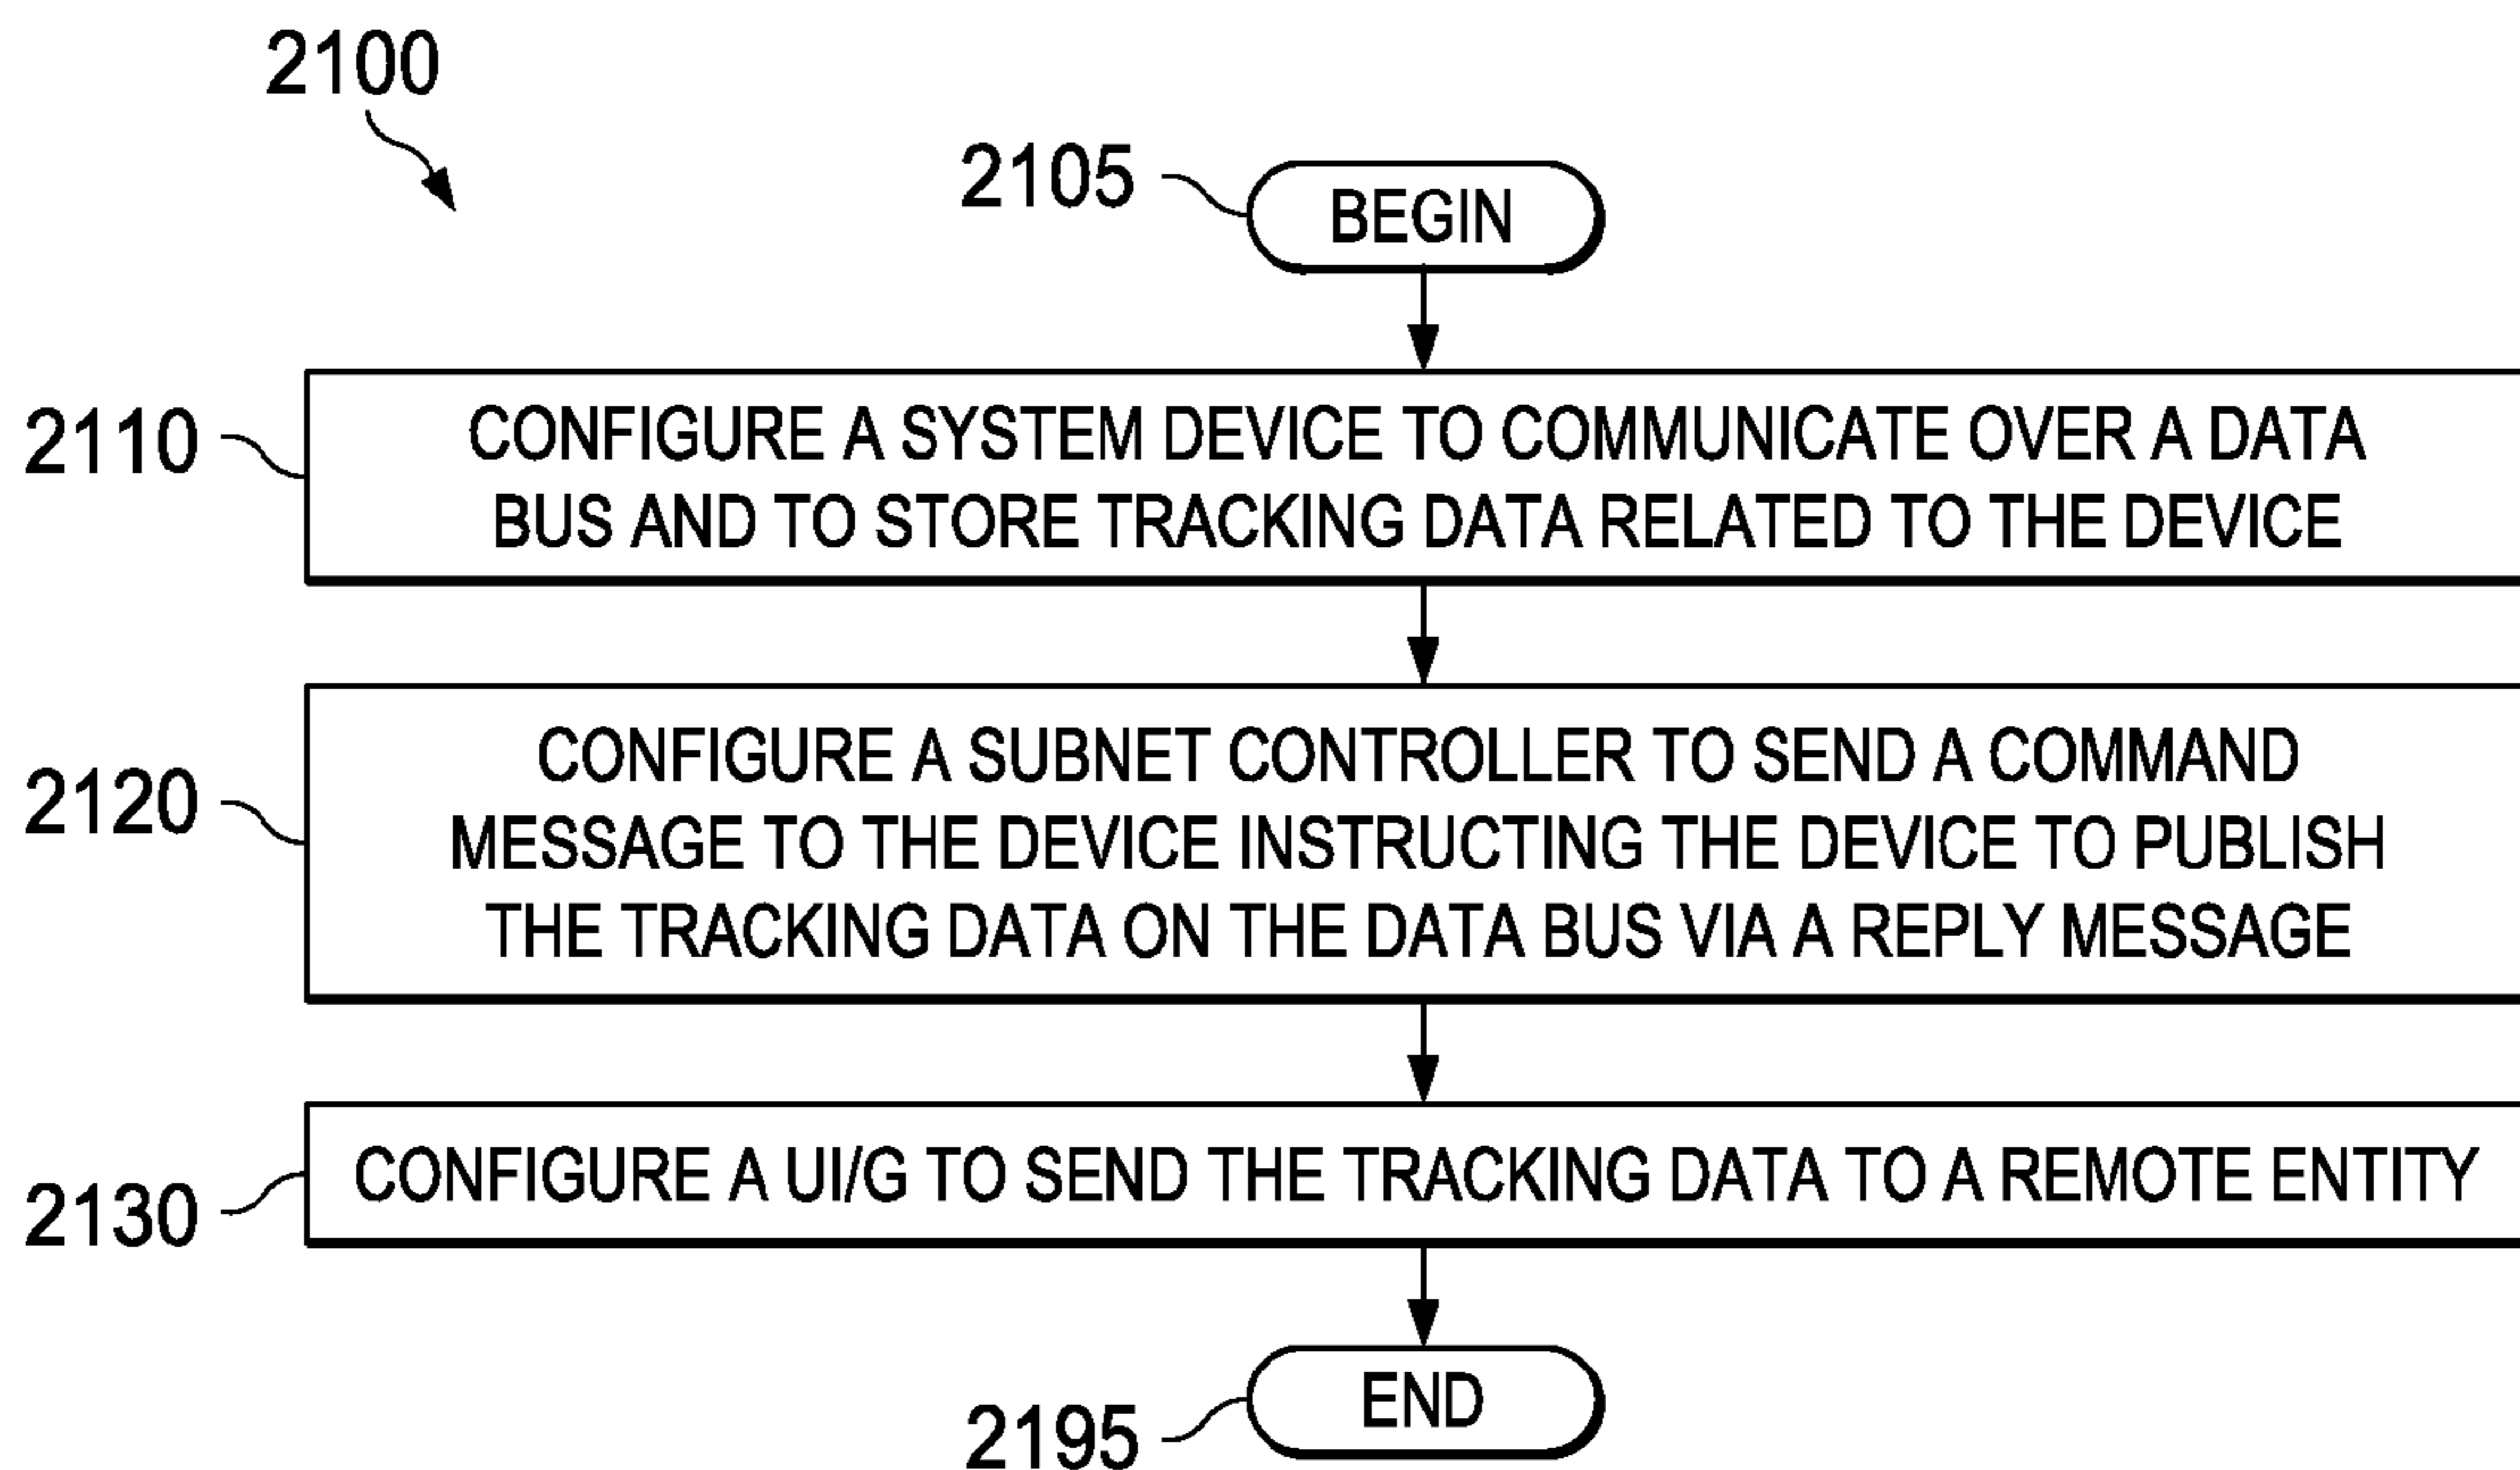 2100
2105
BEGIN
2110
CONFIGURE A SYSTEM DEVICE TO COMMUNICATE OVER A DATA
BUS AND TO STORE TRACKING DATA RELATED TO THE DEVICE
2120
CONFIGURE A SUBNET CONTROLLER TO SEND A COMMAND
MESSAGE TO THE DEVICE INSTRUCTING THE DEVICE TO PUBLISH
THE TRACKING DATA ON THE DATA BUS VIA A REPLY MESSAGE
2130
CONFIGURE A UI/G TO SEND THE TRACKING DATA TO A REMOTE ENTITY
2195
END